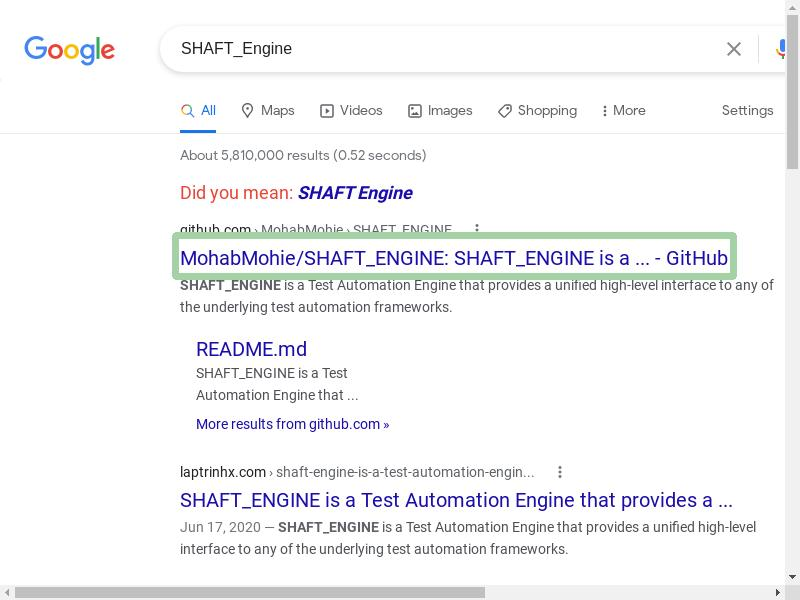 Google
SHAFT_Engine
All Maps Videos Images Shopping More Settings
About 5,810,000 results (0.52 seconds)
Did you mean: SHAFT Engine
github.com › MohabMohie › SHAFT_ENGINE
MohabMohie/SHAFT_ENGINE: SHAFT_ENGINE is a ... - GitHub
SHAFT_ENGINE is a Test Automation Engine that provides a unified high-level interface to any of
the underlying test automation frameworks.
README.md
SHAFT_ENGINE is a Test
Automation Engine that ...
More results from github.com »
laptrinhx.com › shaft-engine-is-a-test-automation-engin...
SHAFT_ENGINE is a Test Automation Engine that provides a ...
Jun 17, 2020 — SHAFT_ENGINE is a Test Automation Engine that provides a unified high-level
interface to any of the underlying test automation frameworks.